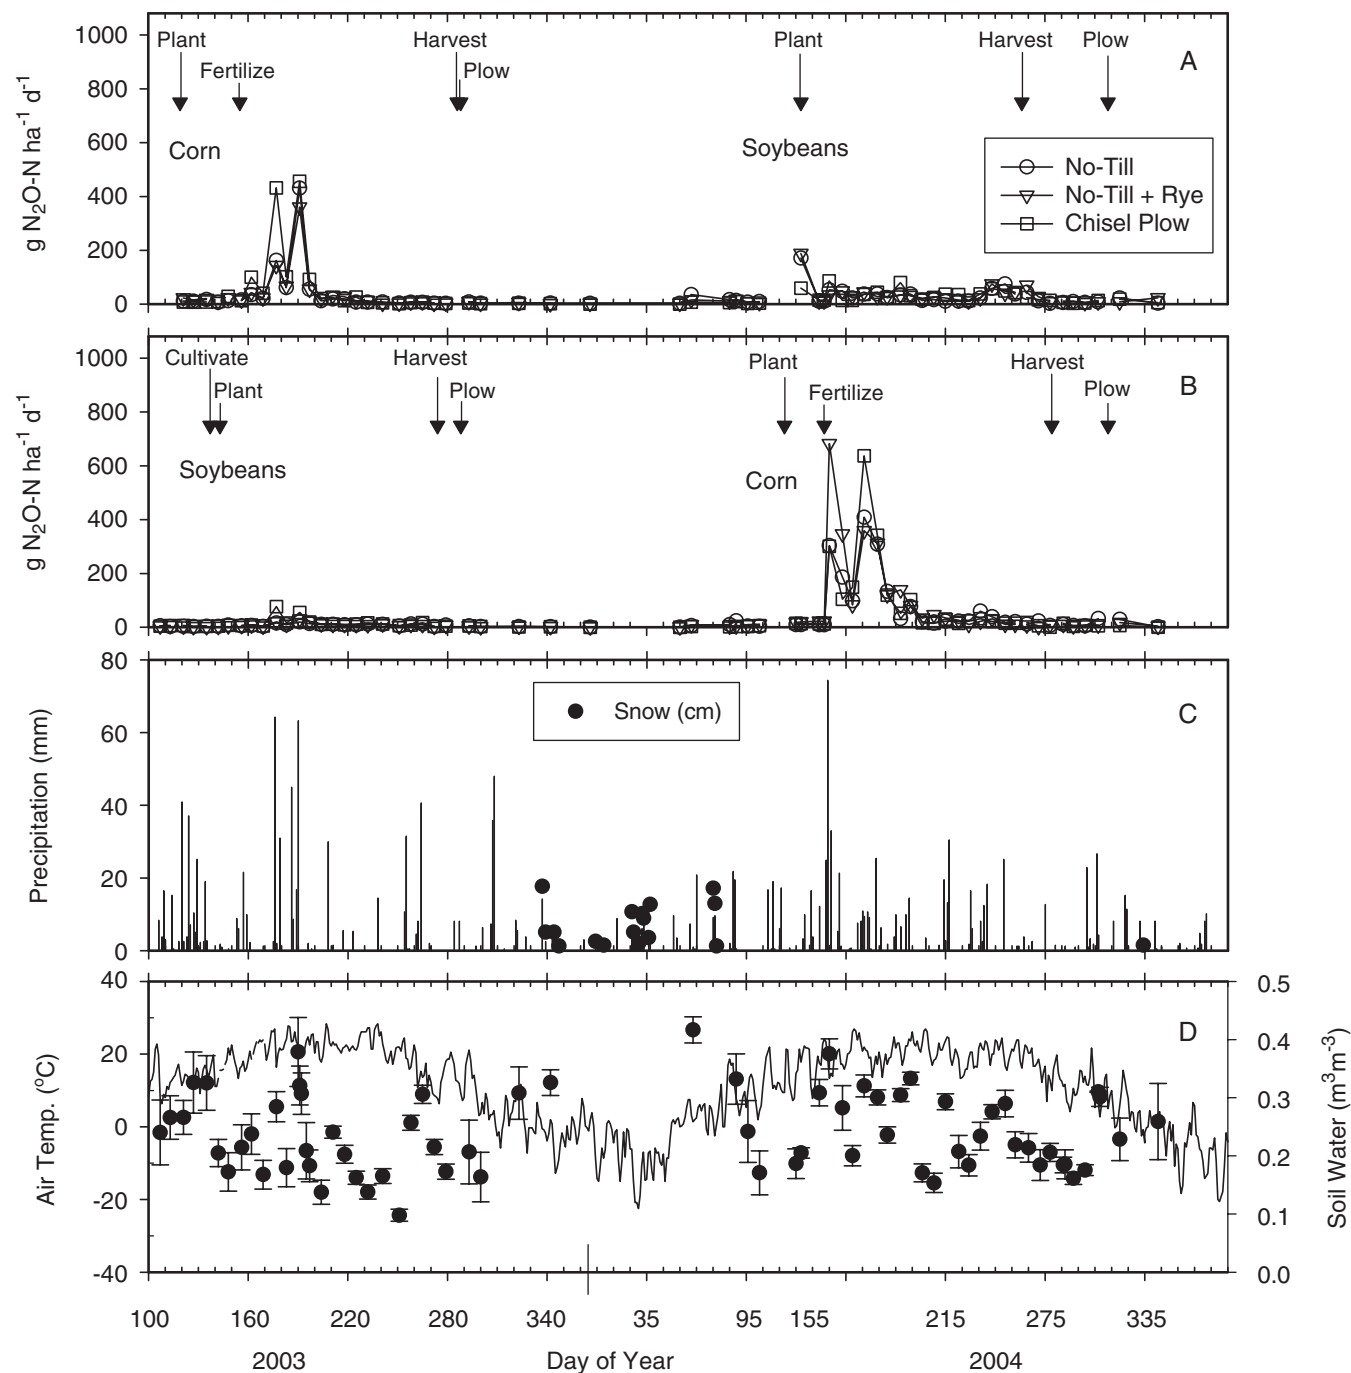 1000
800
600
400
200
0
g N₂O-N ha⁻¹ d⁻¹
Plant
Fertilize
Harvest
Plow
Plant
Harvest
Plow
A
Corn
Soybeans
No-Till
No-Till + Rye
Chisel Plow
1000
800
600
400
200
0
g N₂O-N ha⁻¹ d⁻¹
Cultivate
Plant
Harvest
Plow
Plant
Fertilize
Harvest
Plow
B
Soybeans
Corn
80
60
40
20
0
Precipitation (mm)
Snow (cm)
C
40
20
0
-20
-40
Air Temp. (°C)
D
0.5
0.4
0.3
0.2
0.1
0.0
Soil Water (m³m⁻³)
100 160 220 280 340 35 95 155 215 275 335
2003 Day of Year 2004